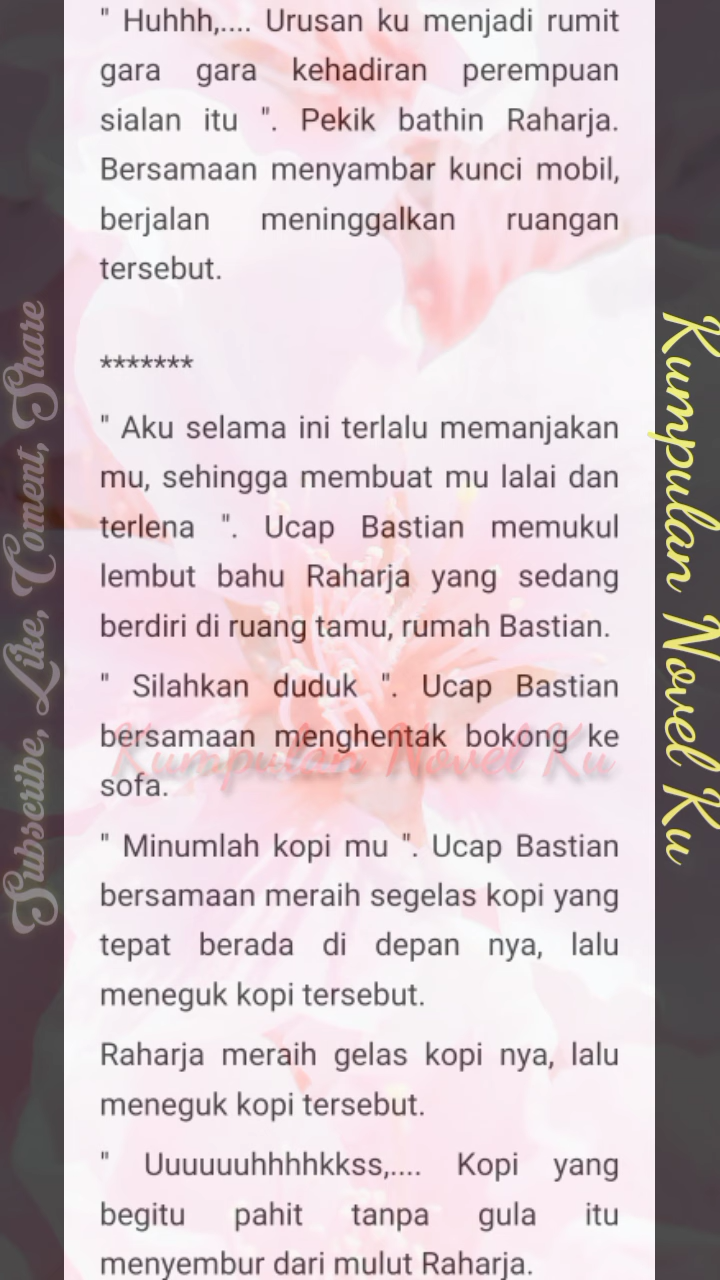 " Huhhh,.... Urusan ku menjadi rumit
gara gara kehadiran perempuan
sialan itu ". Pekik bathin Raharja.
Bersamaan menyambar kunci mobil,
berjalan meninggalkan ruangan
tersebut.
*******
" Aku selama ini terlalu memanjakan
mu, sehingga membuat mu lalai dan
terlena ". Ucap Bastian memukul
lembut bahu Raharja yang sedang
berdiri di ruang tamu, rumah Bastian.
" Silahkan duduk ". Ucap Bastian
bersamaan menghentak bokong ke
sofa.
" Minumlah kopi mu ". Ucap Bastian
bersamaan meraih segelas kopi yang
tepat berada di depan nya, lalu
meneguk kopi tersebut.
Raharja meraih gelas kopi nya, lalu
meneguk kopi tersebut.
" Uuuuuuhhhhkkss,.... Kopi yang
begitu pahit tanpa gula itu
menyembur dari mulut Raharja.
Subscribe, Like, Coment, Share
Kumpulan Novel Ku
Kumpulan Novel Ku